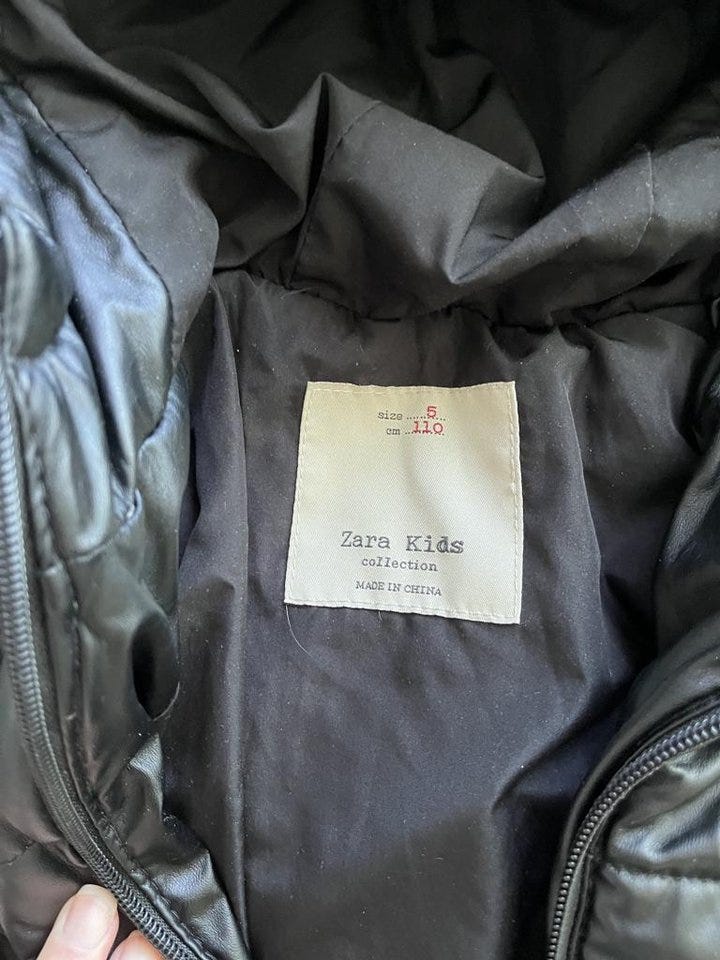 size ......5...
cm ...110...
Zara Kids
collection
MADE IN CHINA